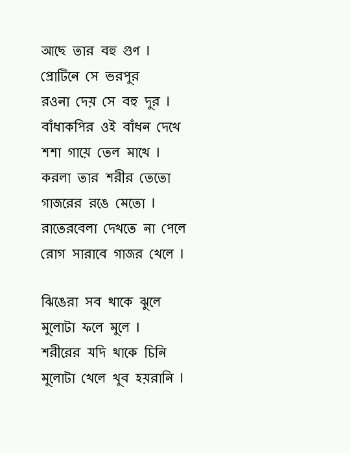 আছে তার বহু গুণ ।
প্রোটিনে সে ভরপুর
রওনা দেয় সে বহু দুর ।
বাঁধাকপির ওই বাঁধন দেখে
শশা গায়ে তেল মাখে ।
করলা তার শরীর তেতো
গাজরের রঙে মেতো ।
রাতেরবেলা দেখতে না পেলে
রোগ সারাবে গাজর খেলে ।
ঝিঙেরা সব থাকে ঝুলে
মুলোটা ফলে মুলে ।
শরীরের যদি থাকে চিনি
মুলোটা খেলে খুব হয়রানি ।